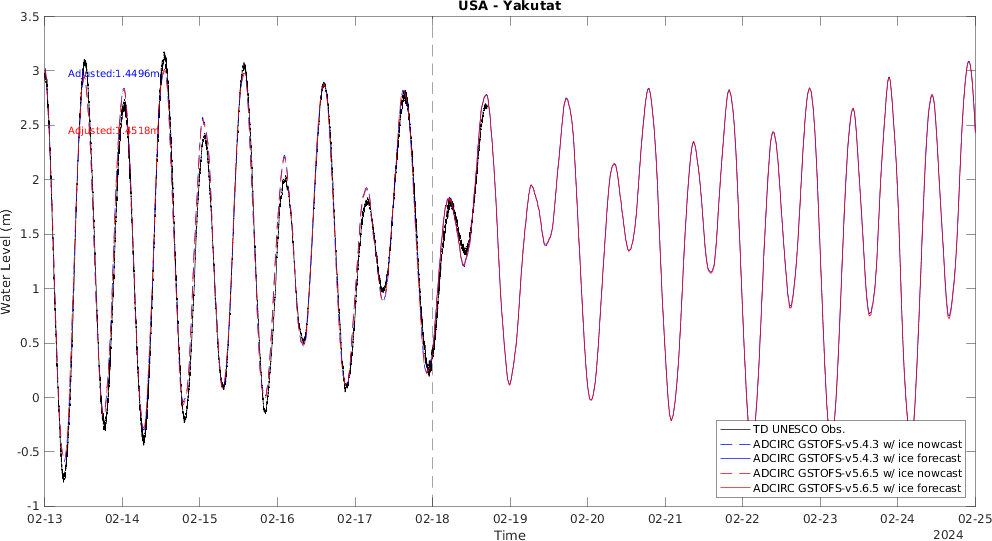 USA - Yakutat
3.5
3
2.5
2
1.5
1
0.5
0
-0.5
-1
Water Level (m)
Adjusted:1.4496m
Adjusted:1.4518m
TD UNESCO Obs.
ADCIRC GSTOFS-v5.4.3 w/ ice nowcast
ADCIRC GSTOFS-v5.4.3 w/ ice forecast
ADCIRC GSTOFS-v5.6.5 w/ ice nowcast
ADCIRC GSTOFS-v5.6.5 w/ ice forecast
02-13 02-14 02-15 02-16 02-17 02-18 02-19 02-20 02-21 02-22 02-23 02-24 02-25
Time
2024